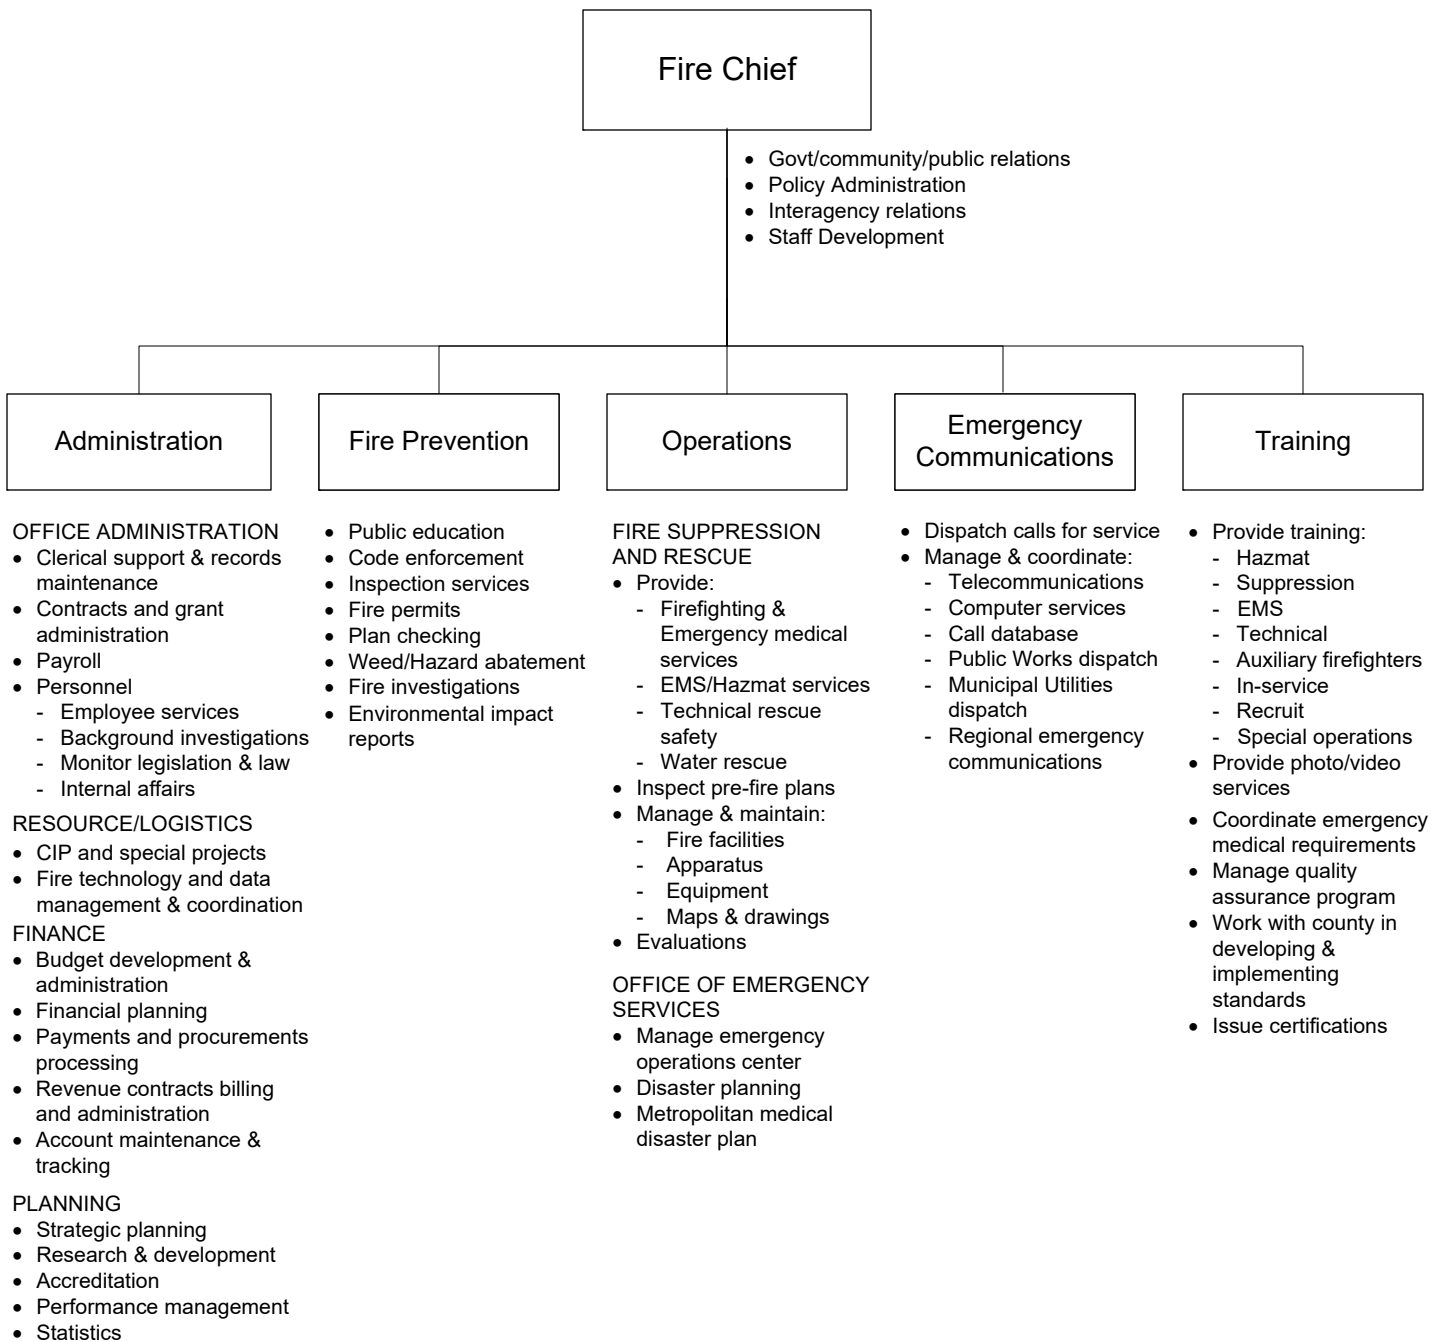 Fire Chief
• Govt/community/public relations
• Policy Administration
• Interagency relations
• Staff Development
Administration
OFFICE ADMINISTRATION
• Clerical support & records
maintenance
• Contracts and grant
administration
• Payroll
• Personnel
- Employee services
- Background investigations
- Monitor legislation & law
- Internal affairs
RESOURCE/LOGISTICS
• CIP and special projects
• Fire technology and data
management & coordination
FINANCE
• Budget development &
administration
• Financial planning
• Payments and procurements
processing
• Revenue contracts billing
and administration
• Account maintenance &
tracking
PLANNING
• Strategic planning
• Research & development
• Accreditation
• Performance management
• Statistics
Fire Prevention
• Public education
• Code enforcement
• Inspection services
• Fire permits
• Plan checking
• Weed/Hazard abatement
• Fire investigations
• Environmental impact
reports
Operations
FIRE SUPPRESSION
AND RESCUE
• Provide:
- Firefighting &
Emergency medical
services
- EMS/Hazmat services
- Technical rescue
safety
- Water rescue
• Inspect pre-fire plans
• Manage & maintain:
- Fire facilities
- Apparatus
- Equipment
- Maps & drawings
• Evaluations
OFFICE OF EMERGENCY
SERVICES
• Manage emergency
operations center
• Disaster planning
• Metropolitan medical
disaster plan
Emergency
Communications
• Dispatch calls for service
• Manage & coordinate:
- Telecommunications
- Computer services
- Call database
- Public Works dispatch
- Municipal Utilities
dispatch
- Regional emergency
communications
Training
• Provide training:
- Hazmat
- Suppression
- EMS
- Technical
- Auxiliary firefighters
- In-service
- Recruit
- Special operations
• Provide photo/video
services
• Coordinate emergency
medical requirements
• Manage quality
assurance program
• Work with county in
developing &
implementing
standards
• Issue certifications